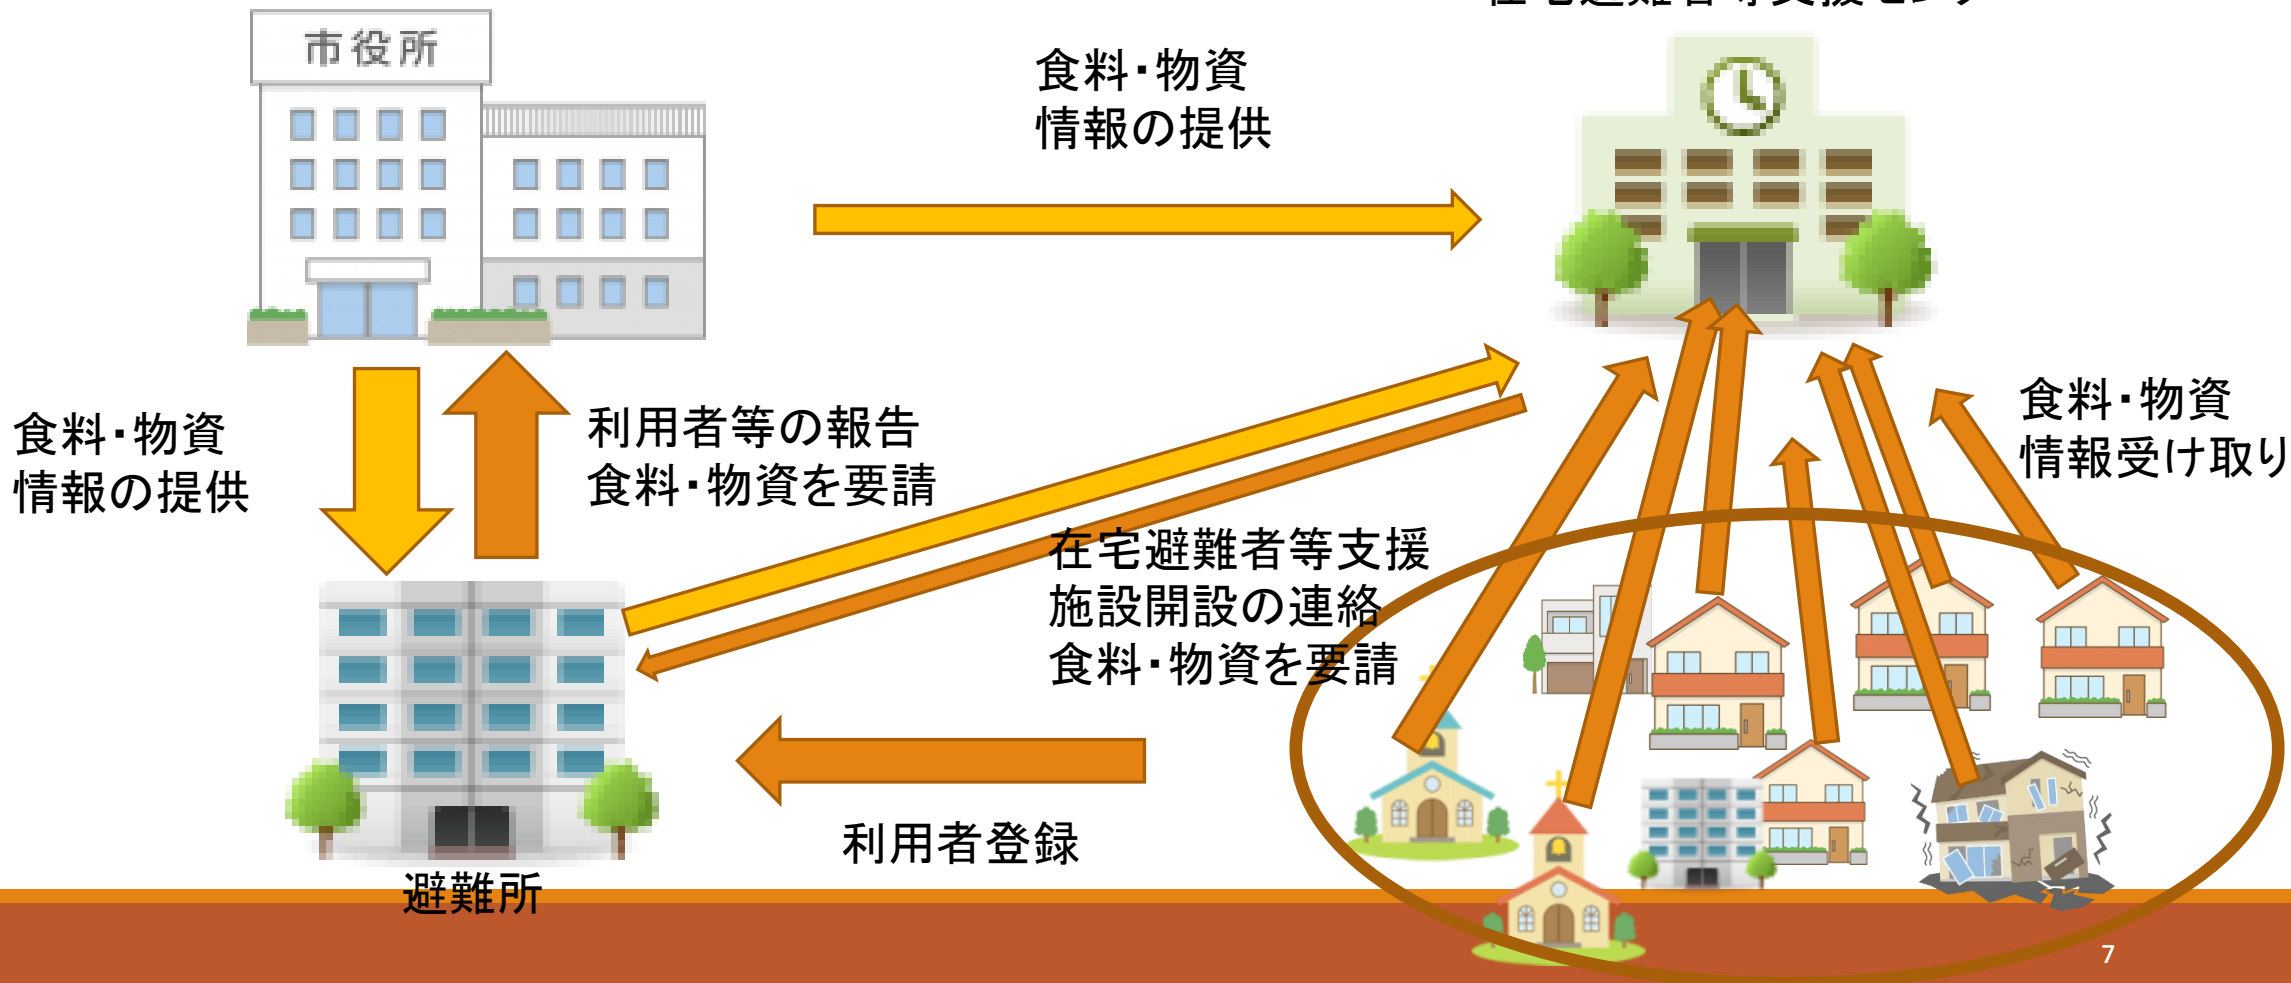 市役所
食料・物資
情報の提供
食料・物資
情報の提供
利用者等の報告
食料・物資を要請
食料・物資
情報受け取り
在宅避難者等支援
施設開設の連絡
食料・物資を要請
利用者登録
避難所
7